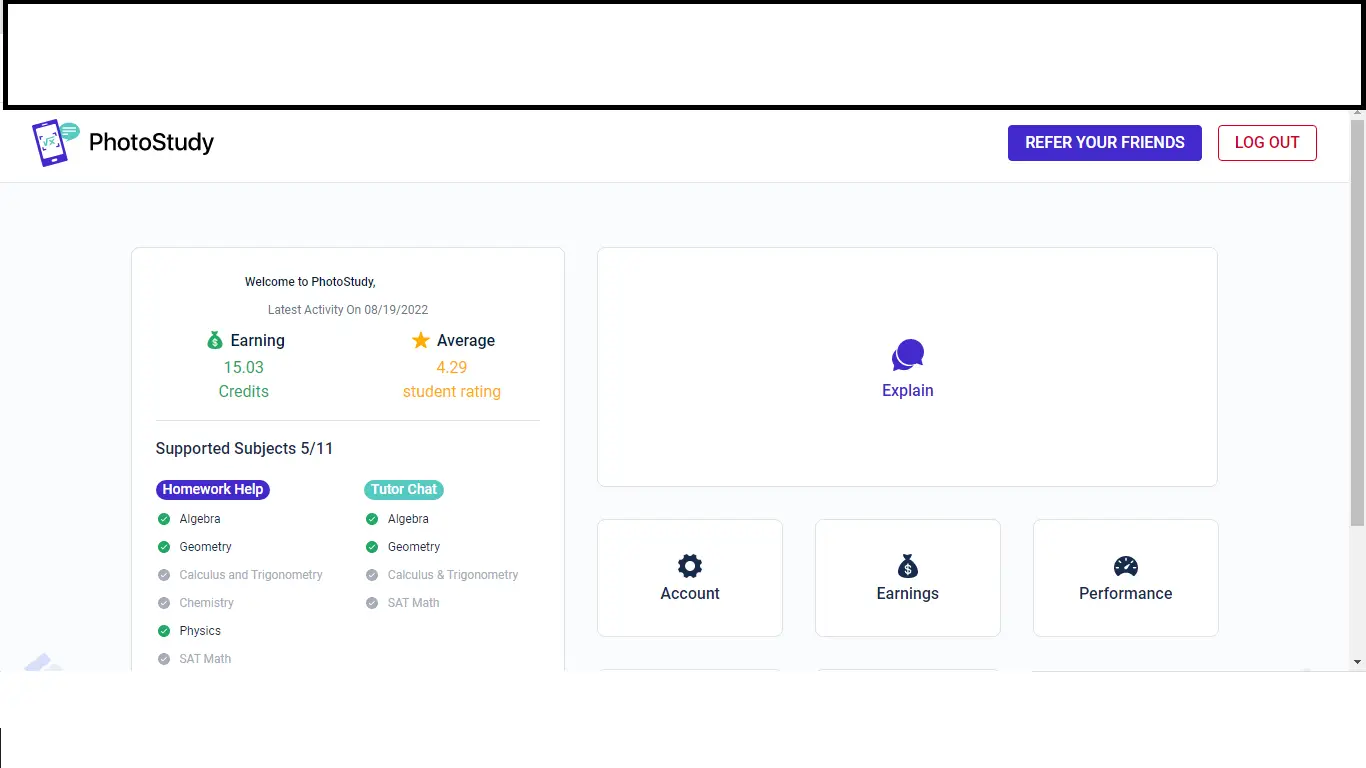 PhotoStudy
REFER YOUR FRIENDS
LOG OUT
Welcome to PhotoStudy,
Latest Activity On 08/19/2022
Earning
15.03
Credits
Average
4.29
student rating
Supported Subjects 5/11
Homework Help
Algebra
Geometry
Calculus and Trigonometry
Chemistry
Physics
SAT Math
Tutor Chat
Algebra
Geometry
Calculus & Trigonometry
SAT Math
Explain
Account
Earnings
Performance